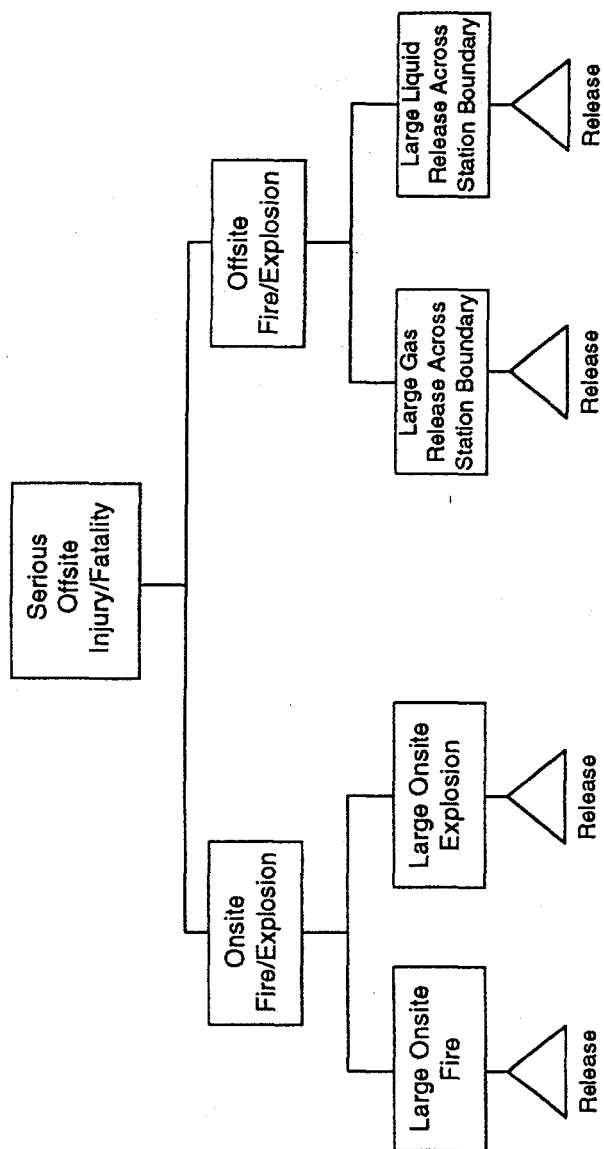 Serious
Offsite
Injury/Fatality
Onsite
Fire/Explosion
Offsite
Fire/Explosion
Large Onsite
Fire
Large Onsite
Explosion
Large Gas
Release Across
Station Boundary
Large Liquid
Release Across
Station Boundary
Release
Release
Release
Release